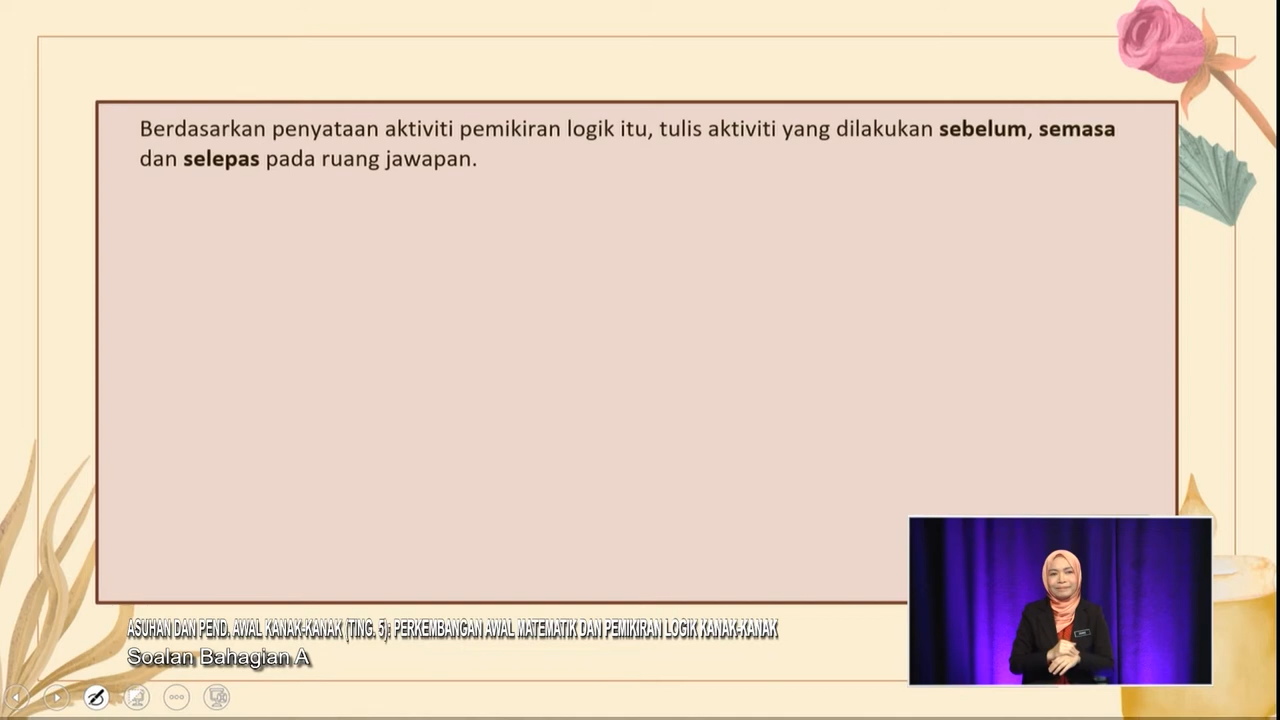 Berdasarkan penyataan aktiviti pemikiran logik itu, tulis aktiviti yang dilakukan sebelum, semasa
dan selepas pada ruang jawapan.
ASUHAN DAN PEND. AWAL KANAK-KANAK (TING. 5): PERKEMBANGAN AWAL MATEMATIK DAN PEMIKIRAN LOGIK KANAK-KANAK
Soalan Bahagian A